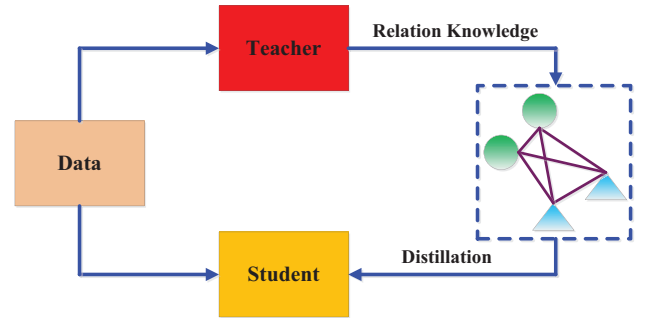 Teacher
Relation Knowledge
Data
Student
Distillation